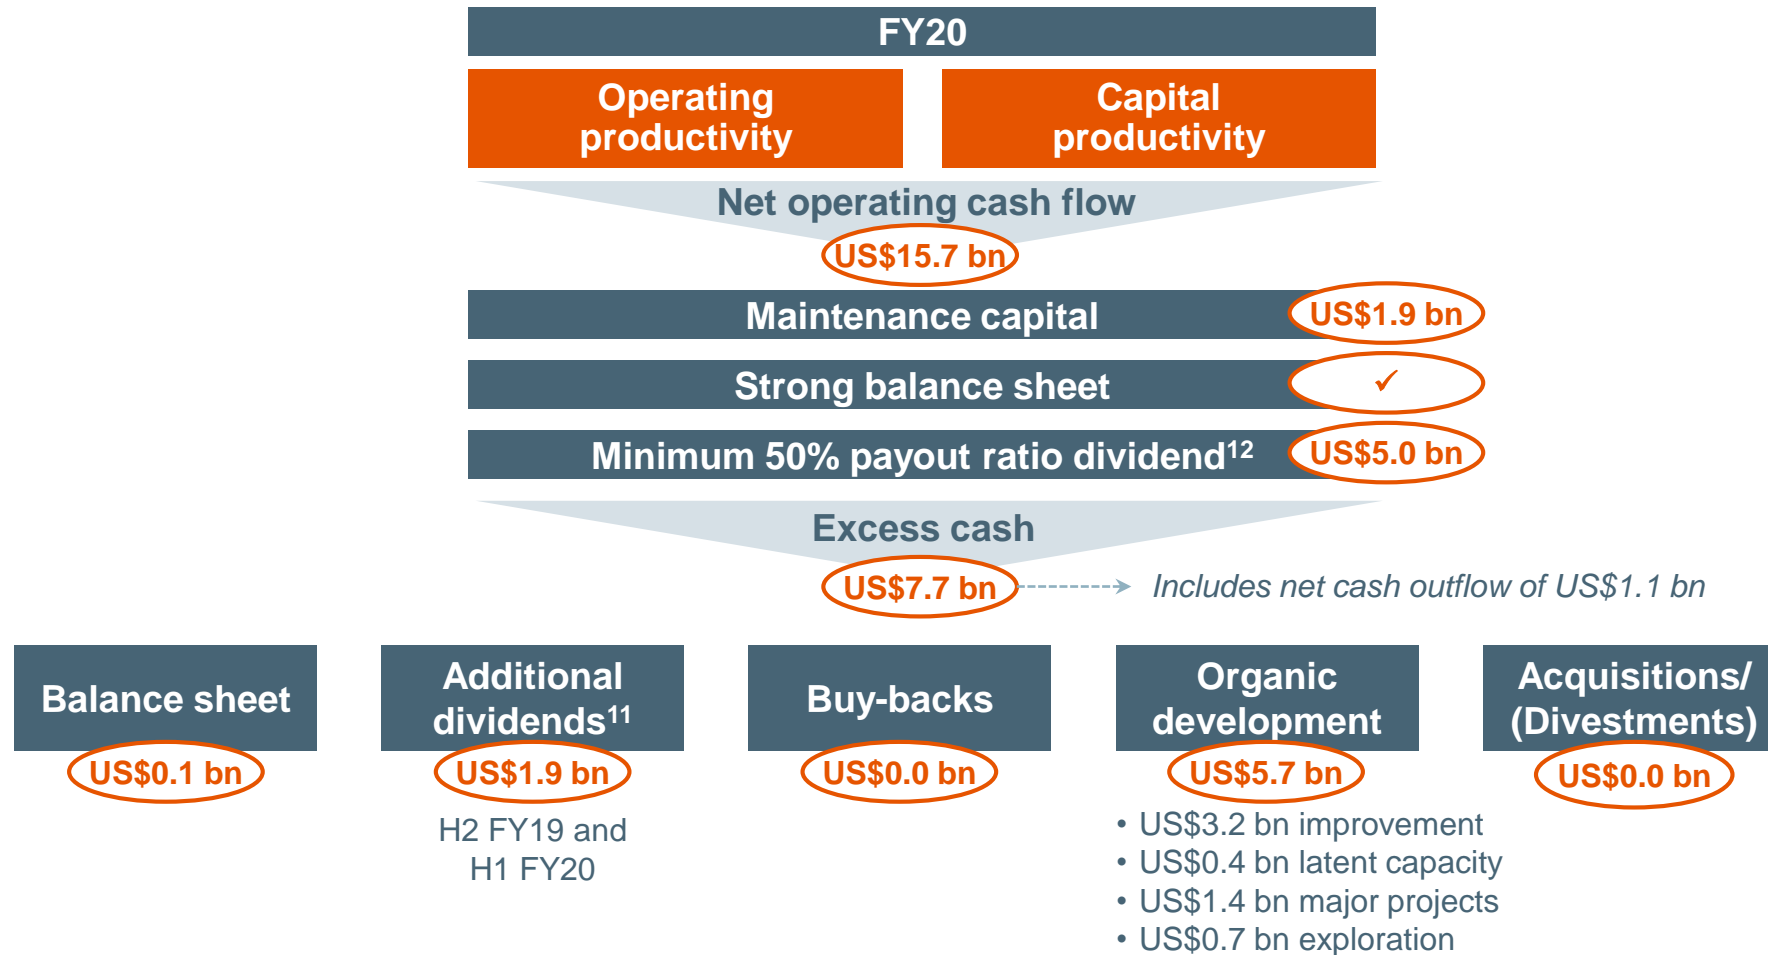 FY20
Operating
productivity
Capital
productivity
Net operating cash flow
US$15.7 bn
Maintenance capital
US$1.9 bn
Strong balance sheet
✓
Minimum 50% payout ratio dividend¹²
US$5.0 bn
Excess cash
US$7.7 bn
Includes net cash outflow of US$1.1 bn
Balance sheet
US$0.1 bn
Additional
dividends¹¹
US$1.9 bn
H2 FY19 and
H1 FY20
Buy-backs
US$0.0 bn
Organic
development
US$5.7 bn
• US$3.2 bn improvement
• US$0.4 bn latent capacity
• US$1.4 bn major projects
• US$0.7 bn exploration
Acquisitions/
(Divestments)
US$0.0 bn